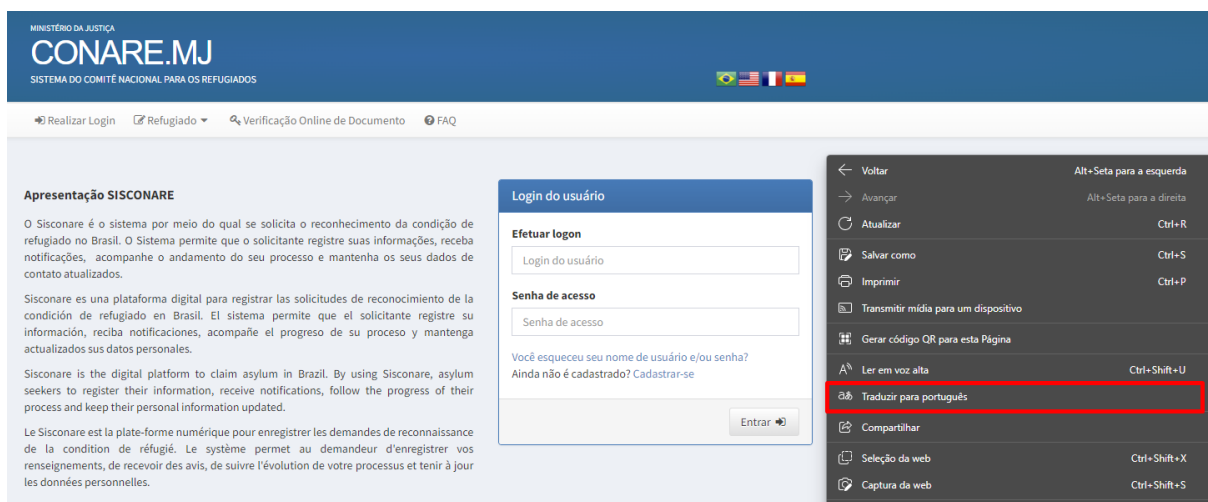 MINISTÉRIO DA JUSTIÇA
CONARE.MJ
SISTEMA DO COMITÊ NACIONAL PARA OS REFUGIADOS
Realizar Login Refugiado Verificação Online de Documento FAQ
Apresentação SISCONARE
O Sisconare é o sistema por meio do qual se solicita o reconhecimento da condição de
refugiado no Brasil. O Sistema permite que o solicitante registre suas informações, receba
notificações, acompanhe o andamento do seu processo e mantenha os seus dados de
contato atualizados.
Sisconare es una plataforma digital para registrar las solicitudes de reconocimiento de la
condición de refugiado en Brasil. El sistema permite que el solicitante registre su
información, reciba notificaciones, acompañe el progreso de su proceso y mantenga
actualizados sus datos personales.
Sisconare is the digital platform to claim asylum in Brazil. By using Sisconare, asylum
seekers to register their information, receive notifications, follow the progress of their
process and keep their personal information updated.
Le Sisconare est la plate-forme numérique pour enregistrer les demandes de reconnaissance
de la condition de réfugié. Le système permet au demandeur d'enregistrer vos
renseignements, de recevoir des avis, de suivre l'évolution de votre processus et tenir à jour
les données personnelles.
Login do usuário
Efetuar logon
Login do usuário
Senha de acesso
Senha de acesso
Você esqueceu seu nome de usuário e/ou senha?
Ainda não é cadastrado? Cadastrar-se
Entrar
Voltar Alt+Seta para a esquerda
Avançar Alt+Seta para a direita
Atualizar Ctrl+R
Salvar como Ctrl+S
Imprimir Ctrl+P
Transmitir mídia para um dispositivo
Gerar código QR para esta Página
Ler em voz alta Ctrl+Shift+U
Traduzir para português
Compartilhar
Seleção da web Ctrl+Shift+X
Captura da web Ctrl+Shift+S